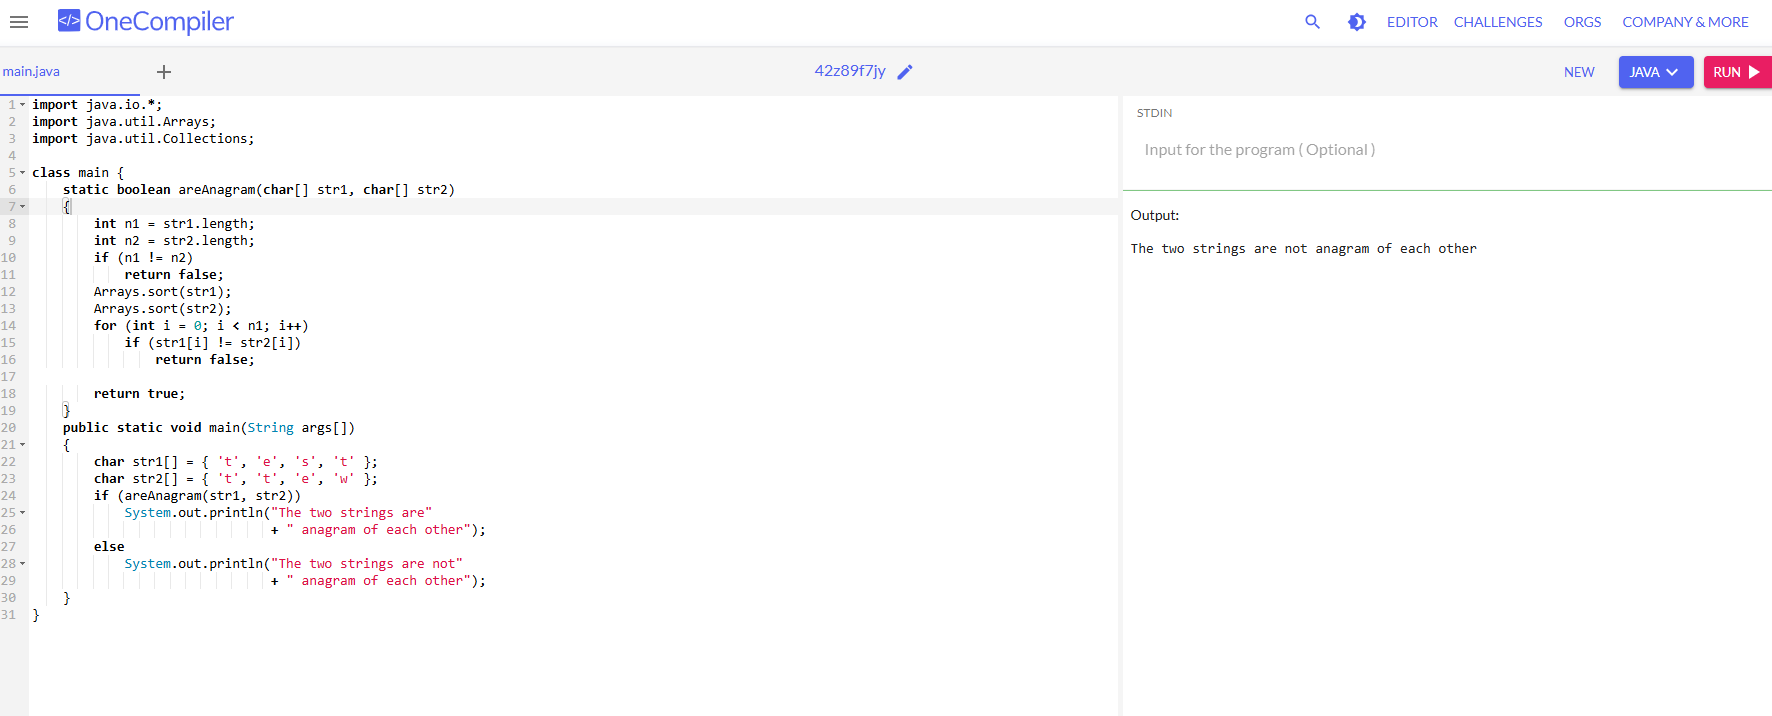 </> OneCompiler
EDITOR CHALLENGES ORGS COMPANY & MORE
main.java + 42z89f7jy NEW JAVA RUN
1 import java.io.*;
2 import java.util.Arrays;
3 import java.util.Collections;
4
5 class main {
6     static boolean areAnagram(char[] str1, char[] str2)
7     {
8         int n1 = str1.length;
9         int n2 = str2.length;
10         if (n1 != n2)
11             return false;
12         Arrays.sort(str1);
13         Arrays.sort(str2);
14         for (int i = 0; i < n1; i++)
15             if (str1[i] != str2[i])
16                 return false;
17
18         return true;
19     }
20     public static void main(String args[])
21     {
22         char str1[] = { 't', 'e', 's', 't' };
23         char str2[] = { 't', 't', 'e', 'w' };
24         if (areAnagram(str1, str2))
25             System.out.println("The two strings are"
26                                + " anagram of each other");
27         else
28             System.out.println("The two strings are not"
29                                + " anagram of each other");
30     }
31 }
STDIN
Input for the program ( Optional )
Output:
The two strings are not anagram of each other